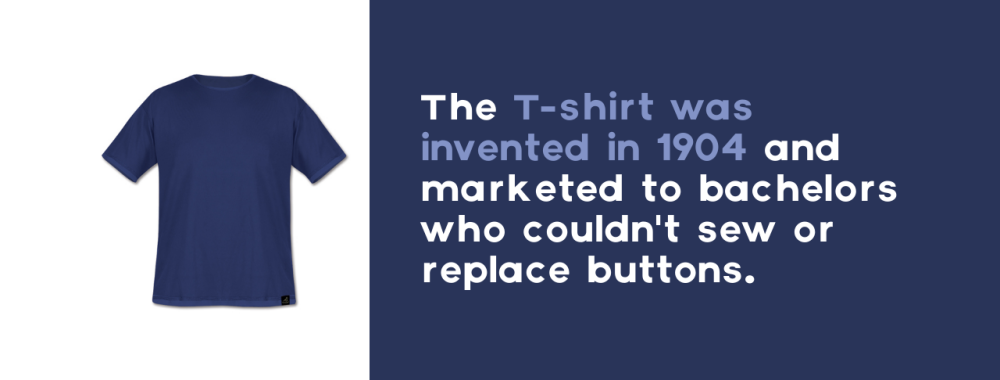 The T-shirt was
invented in 1904 and
marketed to bachelors
who couldn't sew or
replace buttons.